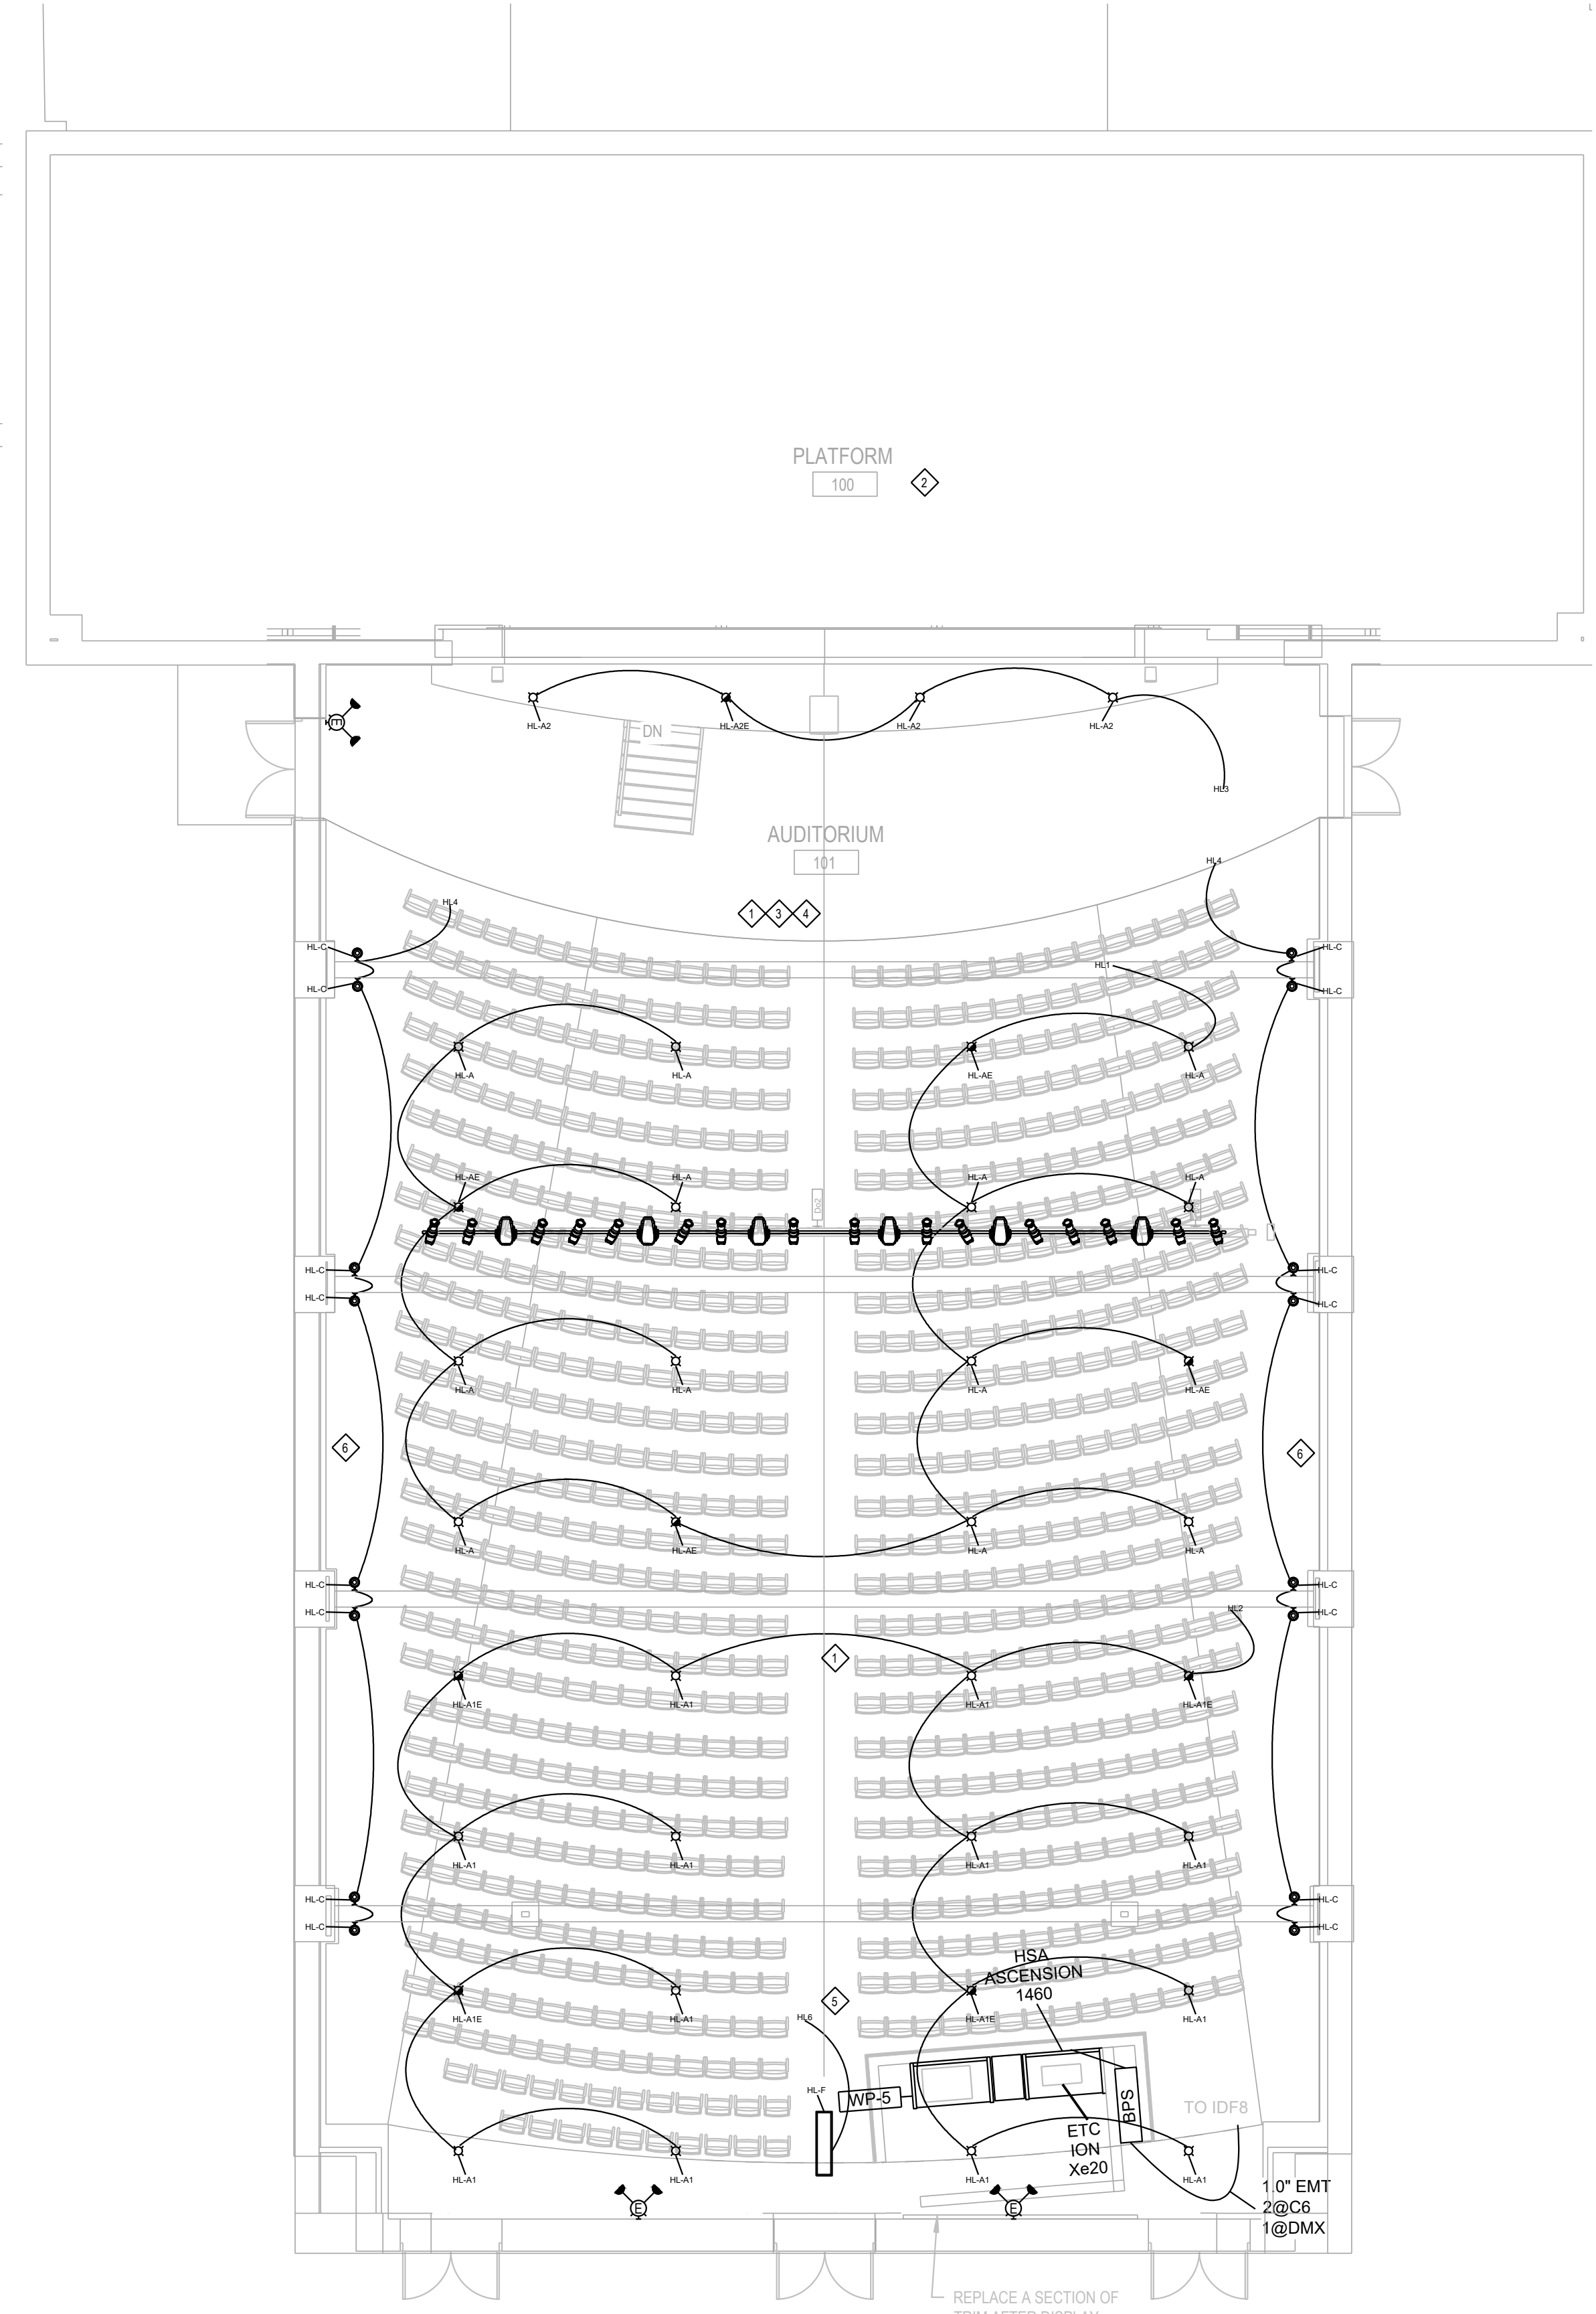 PLATFORM
100
2
E
HL-A2
HL-A2E
HL-A2
HL-A2
DN
HL3
AUDITORIUM
101
HL4
HL4
1 3 4
HL-C
HL-C
HL1
HL-C
HL-C
HL-A
HL-A
HL-AE
HL-A
HL-AE
HL-A
HL-A
HL-A
Do2
HL-C
HL-C
HL-C
HL-C
HL-A
HL-A
HL-A
HL-AE
6
6
HL-A
HL-AE
HL-A
HL-A
HL-C
HL-C
HL-C
HL-C
HL2
1
HL-A1E
HL-A1
HL-A1
HL-A1E
HL-A1
HL-A1
HL-A1
HL-A1
HL-C
HL-C
HL-C
HL-C
HSA
ASCENSION
1460
5
HL-A1E
HL-A1
HL6
HL-A1E
HL-A1
HL-F
WP-5
BPS
TO IDF8
ETC
ION
Xe20
HL-A1
HL-A1
HL-A1
HL-A1
1.0" EMT
2@C6
1@DMX
E
E
REPLACE A SECTION OF
TRIM AFTER DISPLAY